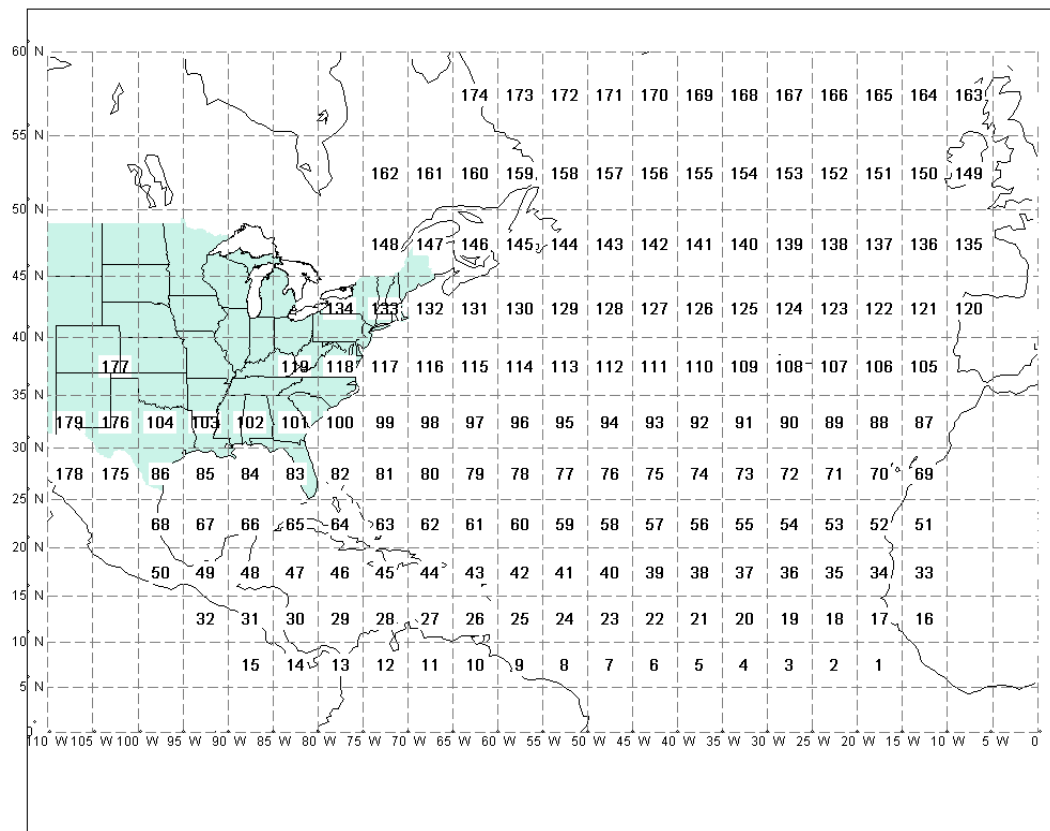 60 N
174 173 172 171 170 169 168 167 166 165 164 163
55 N
162 161 160 159 158 157 156 155 154 153 152 151 150 149
50 N
148 147 146 145 144 143 142 141 140 139 138 137 136 135
45 N
134 133 132 131 130 129 128 127 126 125 124 123 122 121 120
40 N
177 119 118 117 116 115 114 113 112 111 110 109 108 107 106 105
35 N
179 176 104 103 102 101 100 99 98 97 96 95 94 93 92 91 90 89 88 87
30 N
178 175 86 85 84 83 82 81 80 79 78 77 76 75 74 73 72 71 70 69
25 N
68 67 66 65 64 63 62 61 60 59 58 57 56 55 54 53 52 51
20 N
50 49 48 47 46 45 44 43 42 41 40 39 38 37 36 35 34 33
15 N
32 31 30 29 28 27 26 25 24 23 22 21 20 19 18 17 16
10 N
15 14 13 12 11 10 9 8 7 6 5 4 3 2 1
5 N
0°
110 W 105 W 100 W 95 W 90 W 85 W 80 W 75 W 70 W 65 W 60 W 55 W 50 W 45 W 40 W 35 W 30 W 25 W 20 W 15 W 10 W 5 W 0°